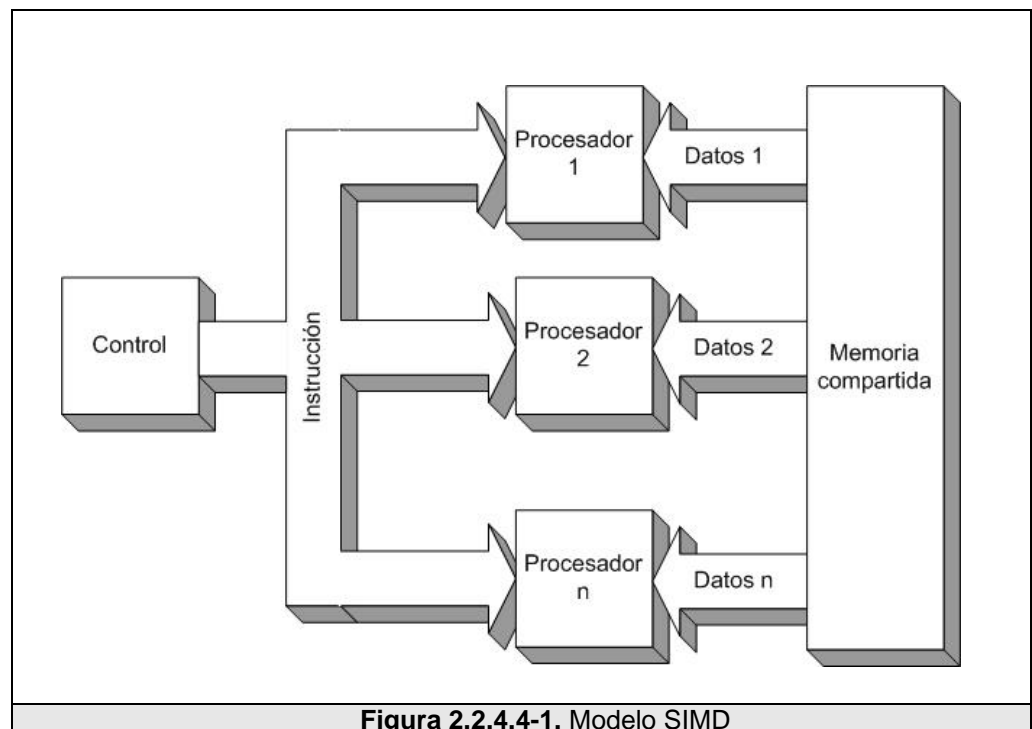 Procesador
1
Datos 1
Control
Instrucción
Procesador
2
Datos 2
Memoria
compartida
Procesador
n
Datos n
Figura 2.2.4.4-1. Modelo SIMD